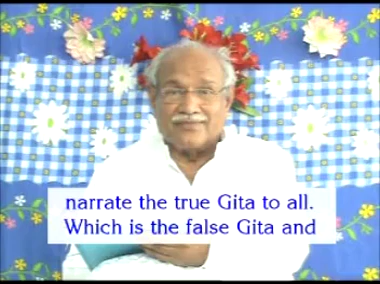 narrate the true Gita to all.
Which is the false Gita and